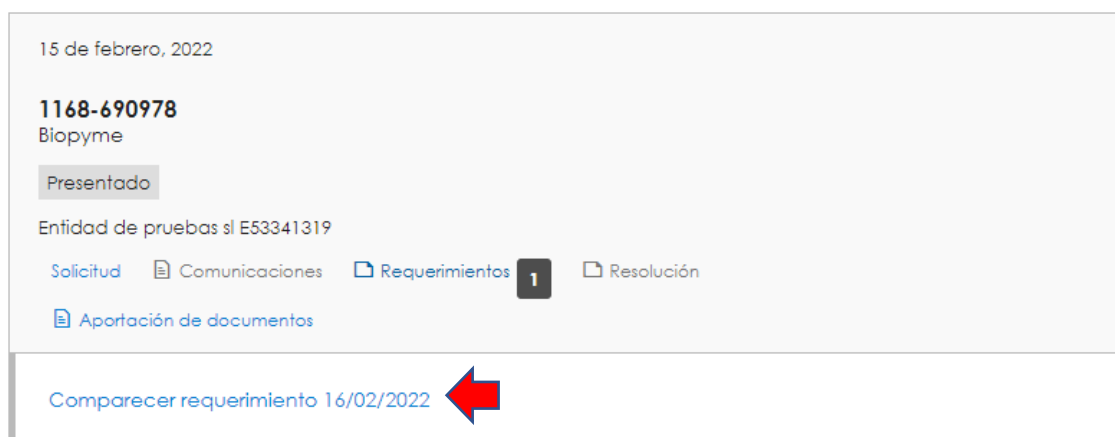 15 de febrero, 2022
1168-690978
Biopyme
Presentado
Entidad de pruebas sl E53341319
Solicitud Comunicaciones Requerimientos 1 Resolución
Aportación de documentos
Comparecer requerimiento 16/02/2022